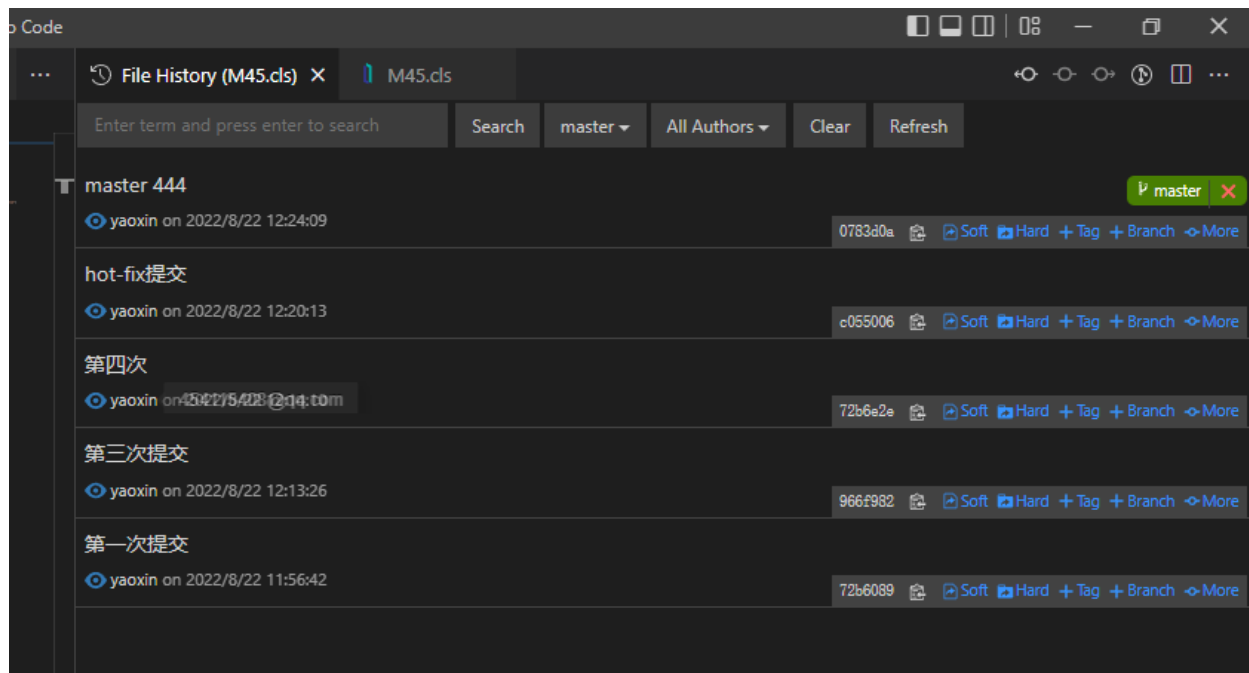 Code
File History (M45.cls)
M45.cls
Enter term and press enter to search
Search
master
All Authors
Clear
Refresh
master 444
master
yaoxin on 2022/8/22 12:24:09
0783d0a Soft Hard Tag Branch More
hot-fix提交
yaoxin on 2022/8/22 12:20:13
c055006 Soft Hard Tag Branch More
第四次
yaoxin on
72b6e2e Soft Hard Tag Branch More
第三次提交
yaoxin on 2022/8/22 12:13:26
966f982 Soft Hard Tag Branch More
第一次提交
yaoxin on 2022/8/22 11:56:42
72b6089 Soft Hard Tag Branch More